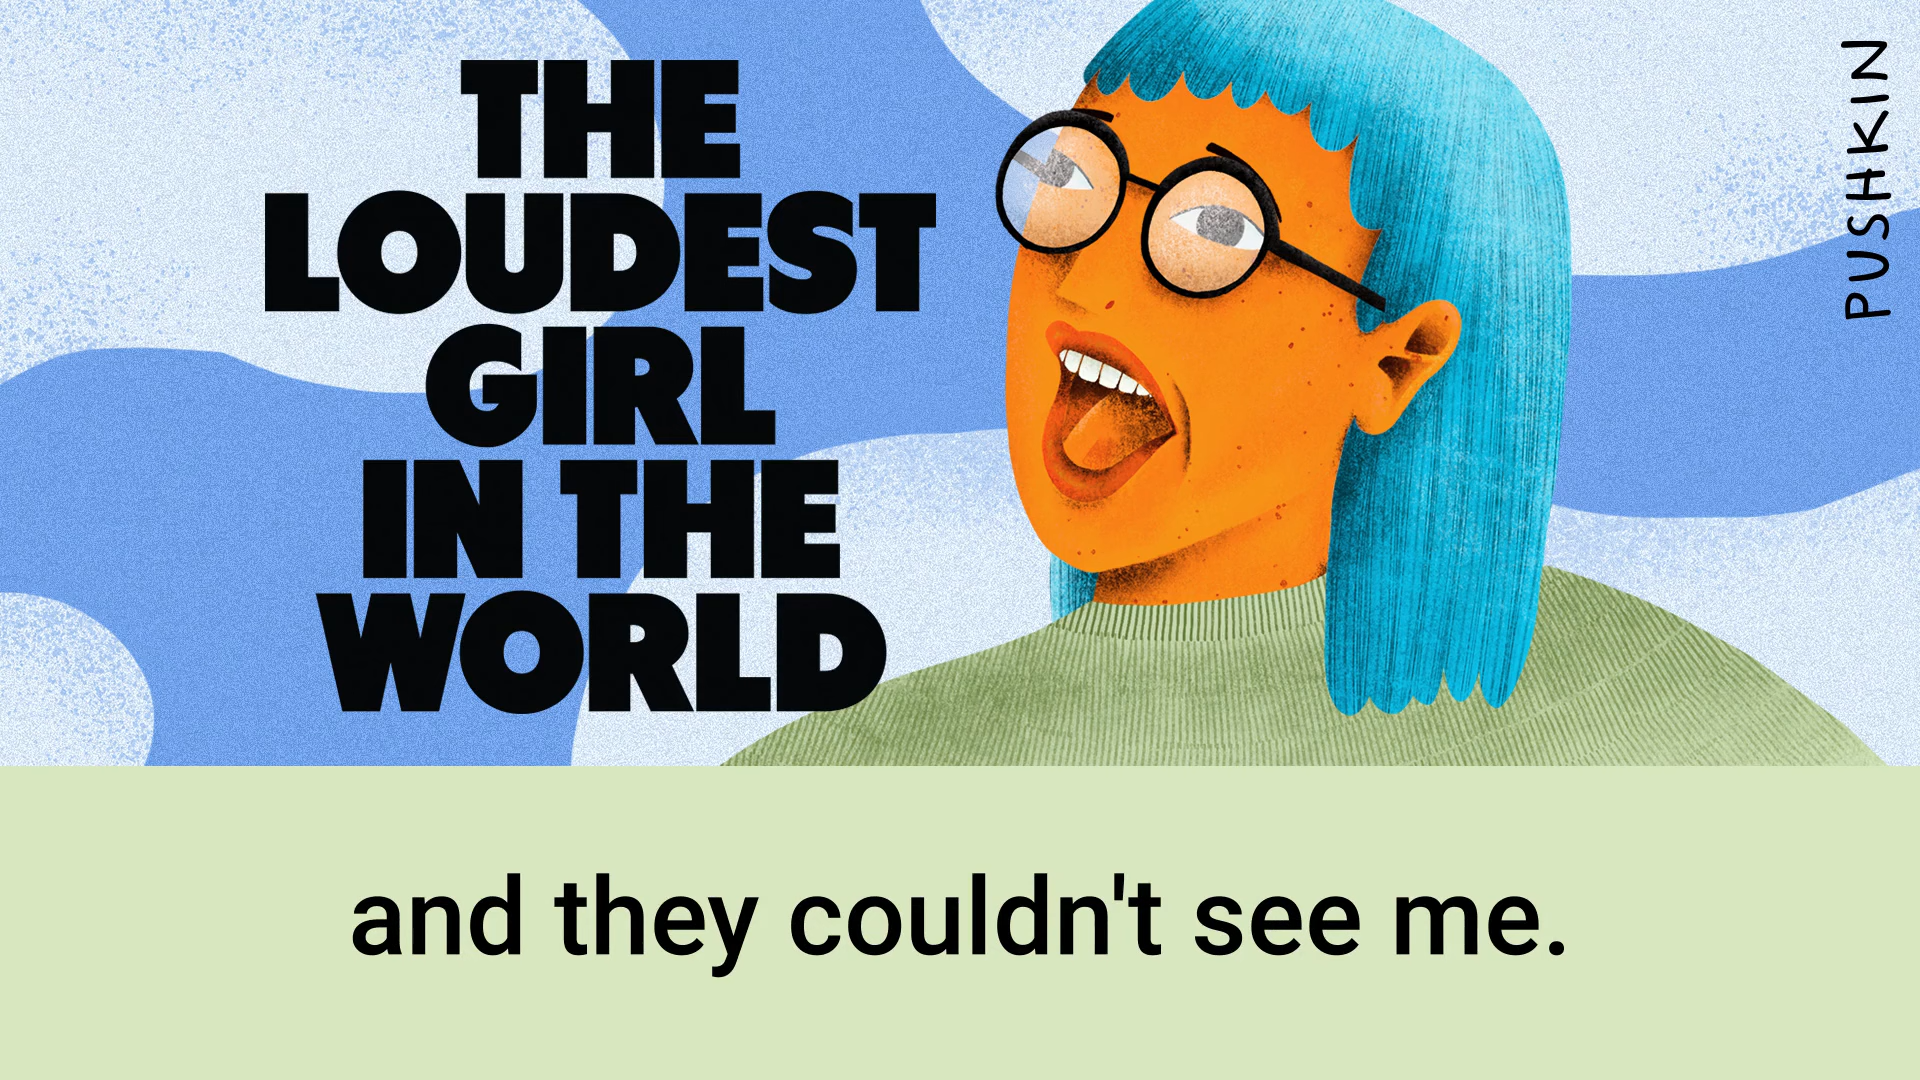 THE
LOUDEST
GIRL
IN THE
WORLD
PUSHKIN
and they couldn't see me.